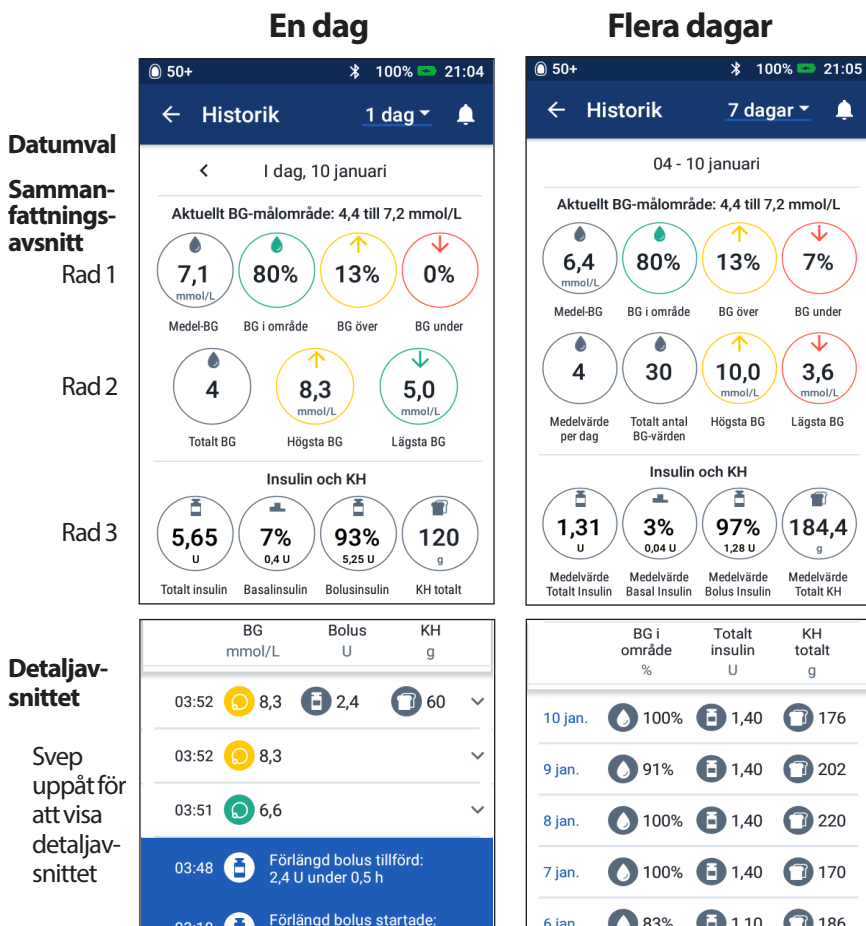 En dag
Flera dagar
50+ 100% 21:04
Historik 1 dag
I dag, 10 januari
Aktuellt BG-målområde: 4,4 till 7,2 mmol/L
7,1 80% 13% 0%
mmol/L
Medel-BG BG i område BG över BG under
4 8,3 5,0
mmol/L mmol/L
Totalt BG Högsta BG Lägsta BG
Insulin och KH
5,65 7% 93% 120
U 0,4 U 5,25 U g
Totalt insulin Basalinsulin Bolusinsulin KH totalt
50+ 100% 21:05
Historik 7 dagar
04 - 10 januari
Aktuellt BG-målområde: 4,4 till 7,2 mmol/L
6,4 80% 13% 7%
mmol/L
Medel-BG BG i område BG över BG under
4 30 10,0 3,6
mmol/L mmol/L
Medelvärde Totalt antal Högsta BG Lägsta BG
per dag BG-värden
Insulin och KH
1,31 3% 97% 184,4
U 0,04 U 1,28 U g
Medelvärde Medelvärde Medelvärde Medelvärde
Totalt Insulin Basal Insulin Bolus Insulin Totalt KH
Datumval
Samman-
fattnings-
avsnitt
Rad 1
Rad 2
Rad 3
Detaljav-
snittet
Svep
uppåt för
att visa
detaljav-
snittet
BG Bolus KH
mmol/L U g
03:52 8,3 2,4 60
03:52 8,3
03:51 6,6
03:48 Förlängd bolus tillförd:
2,4 U under 0,5 h
Förlängd bolus startade:
BG i Totalt KH
område insulin totalt
% U g
10 jan. 100% 1,40 176
9 jan. 91% 1,40 202
8 jan. 100% 1,40 220
7 jan. 100% 1,40 170
6 jan. 83% 1,10 186